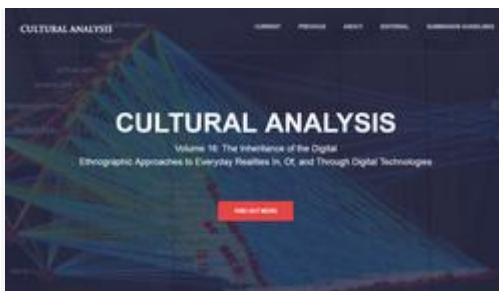 CULTURAL ANALYSIS
CURRENT PREVIOUS ABOUT EDITORIAL SUBMISSION GUIDELINES
CULTURAL ANALYSIS
Volume 16: The Inheritance of the Digital
Ethnographic Approaches to Everyday Realities In, Of, and Through Digital Technologies
FIND OUT MORE